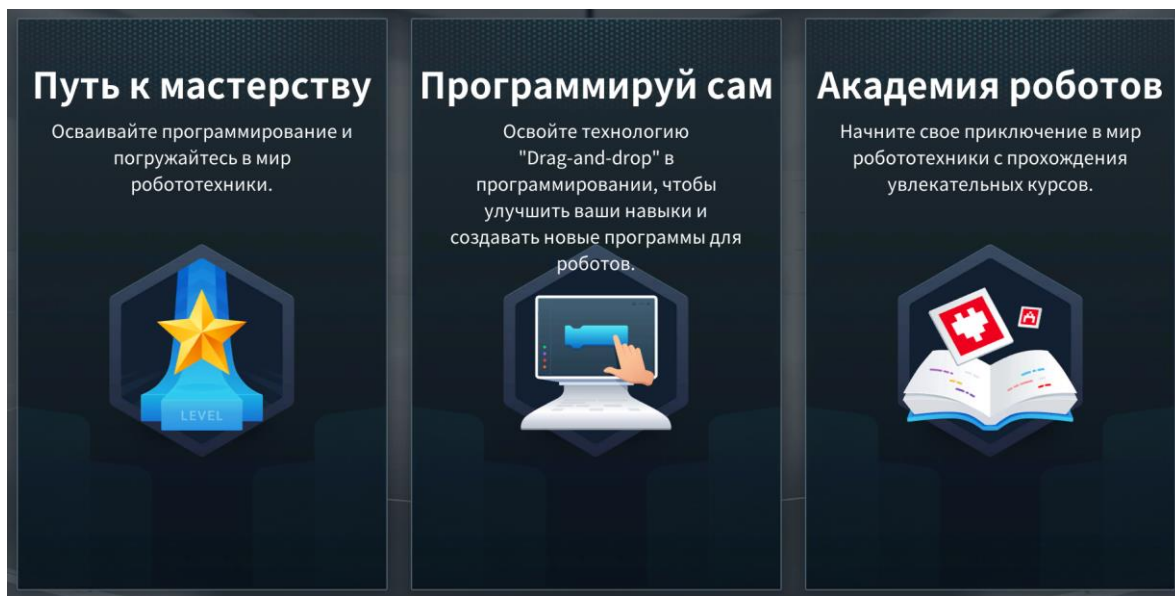 Путь к мастерству
Осваивайте программирование и
погружайтесь в мир
робототехники.
LEVEL
Программируй сам
Освойте технологию
"Drag-and-drop" в
программировании, чтобы
улучшить ваши навыки и
создавать новые программы для
роботов.
Академия роботов
Начните свое приключение в мир
робототехники с прохождения
увлекательных курсов.